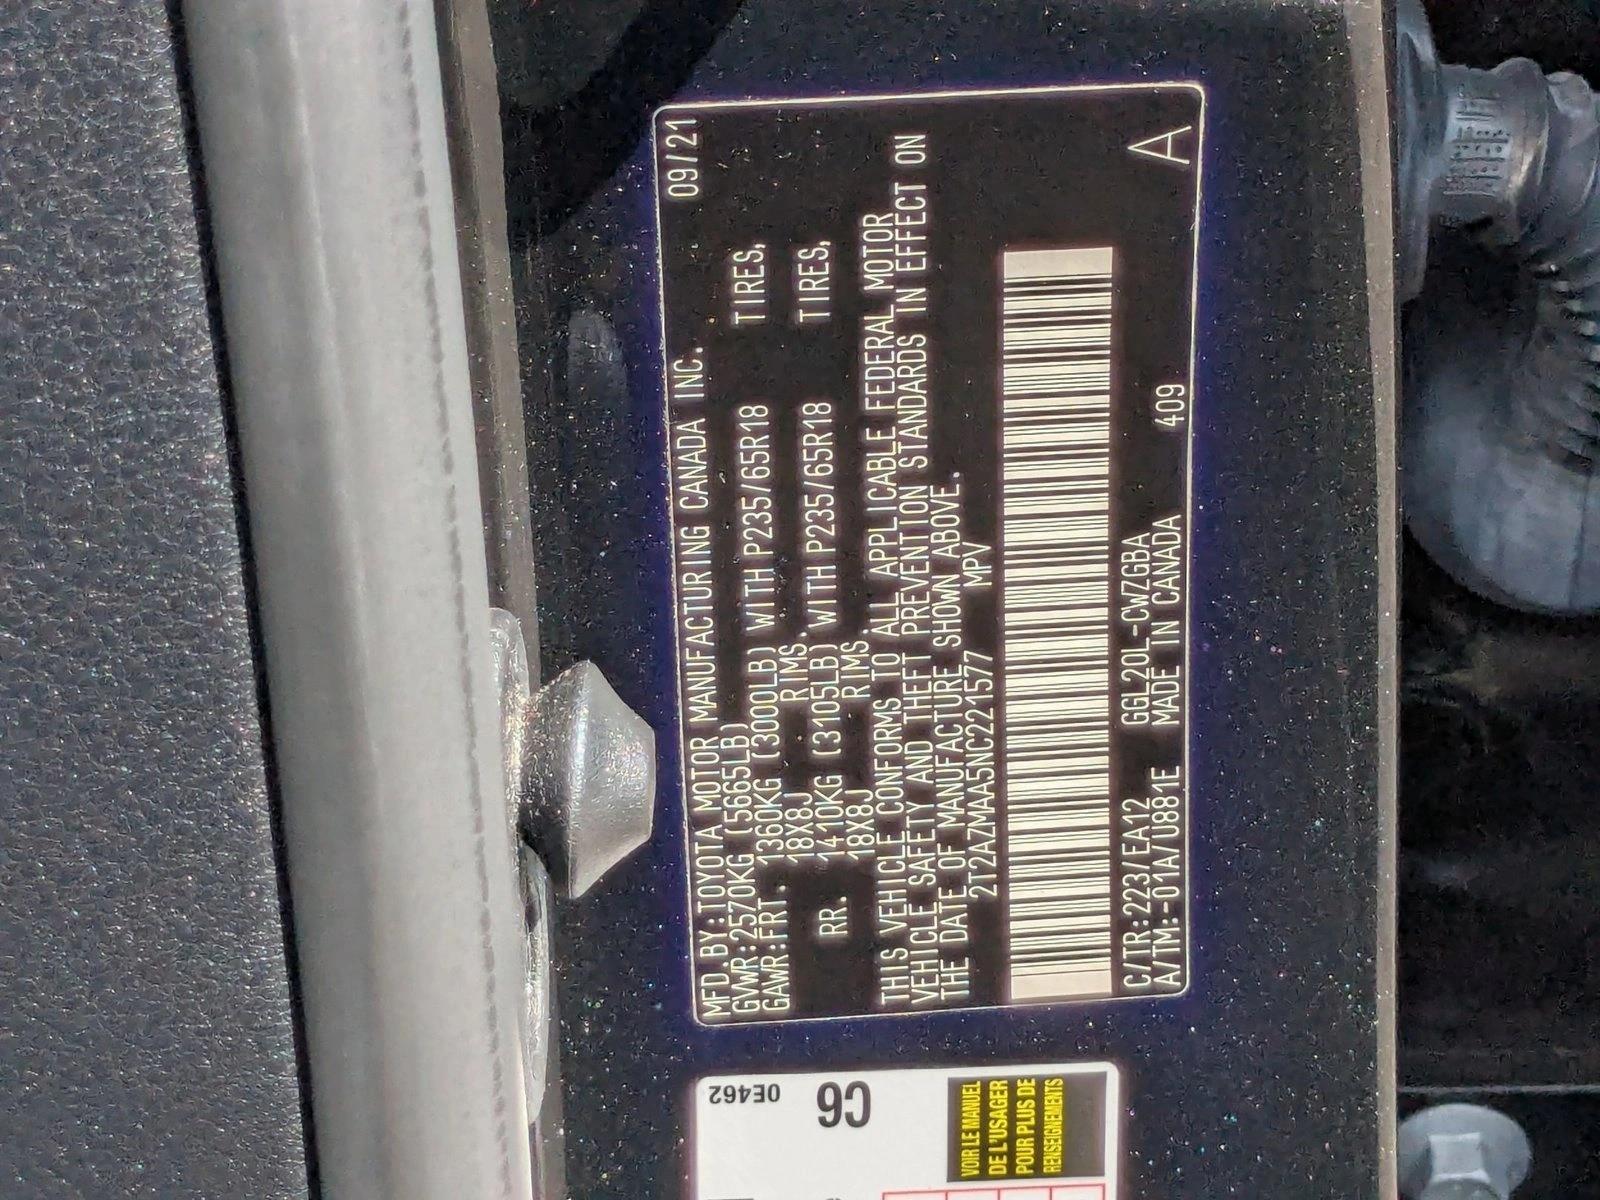 MFD.BY:TOYOTA MOTOR MANUFACTURING CANADA INC. 09/21
GVWR:2570KG (5665LB)
GAWR:FRT. 1360KG (3000LB) WITH P235/65R18 TIRES,
18X8J RIMS.
RR. 1410KG (3105LB) WITH P235/65R18 TIRES,
18X8J RIMS.
THIS VEHICLE CONFORMS TO ALL APPLICABLE FEDERAL MOTOR
VEHICLE SAFETY AND THEFT PREVENTION STANDARDS IN EFFECT ON
THE DATE OF MANUFACTURE SHOWN ABOVE.
2T2AZMAA5NC221577 MPV
C/TR:223/EA12 GGL20L-CWZGBA
A/TM:-01A/U881E MADE IN CANADA 409 A
0E462
C6
VOIR LE MANUEL
DE L'USAGER
POUR PLUS DE
RENSEIGNEMENTS